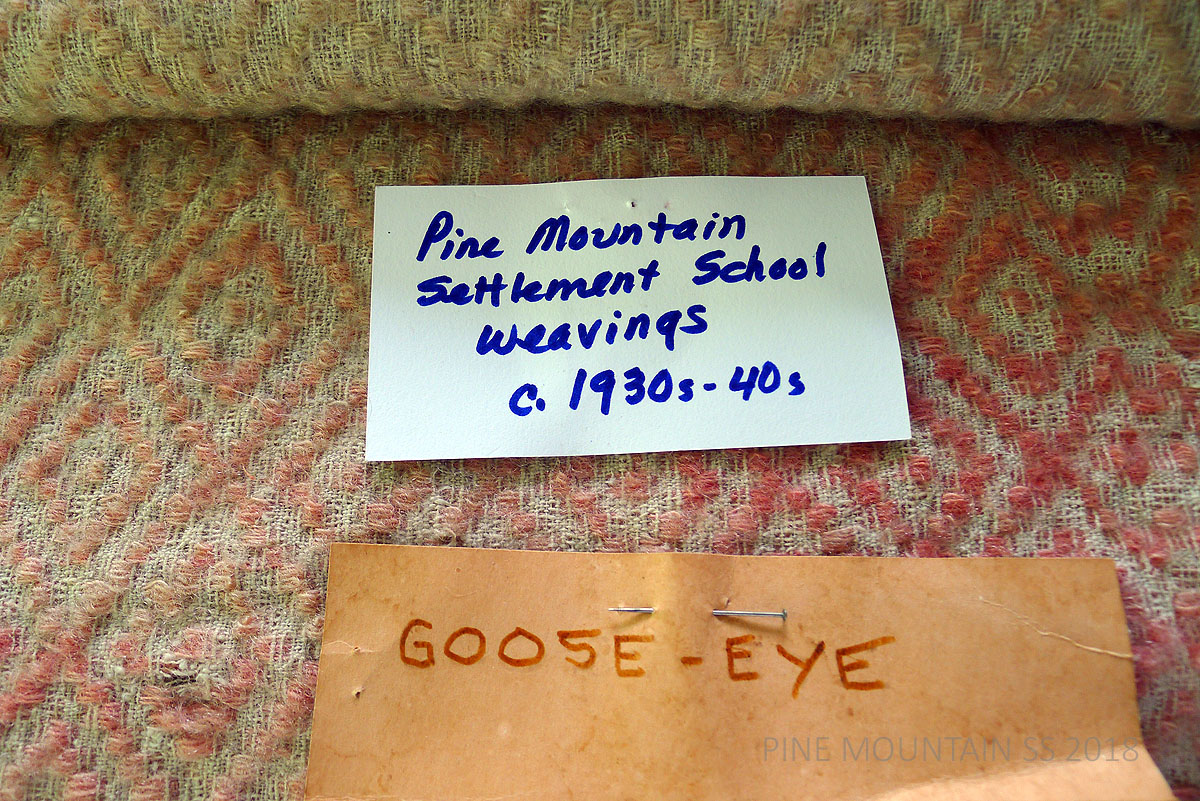 Pine Mountain
Settlement School
weavings
c. 1930s-40s
GOOSE-EYE
PINE MOUNTAIN SS 2018